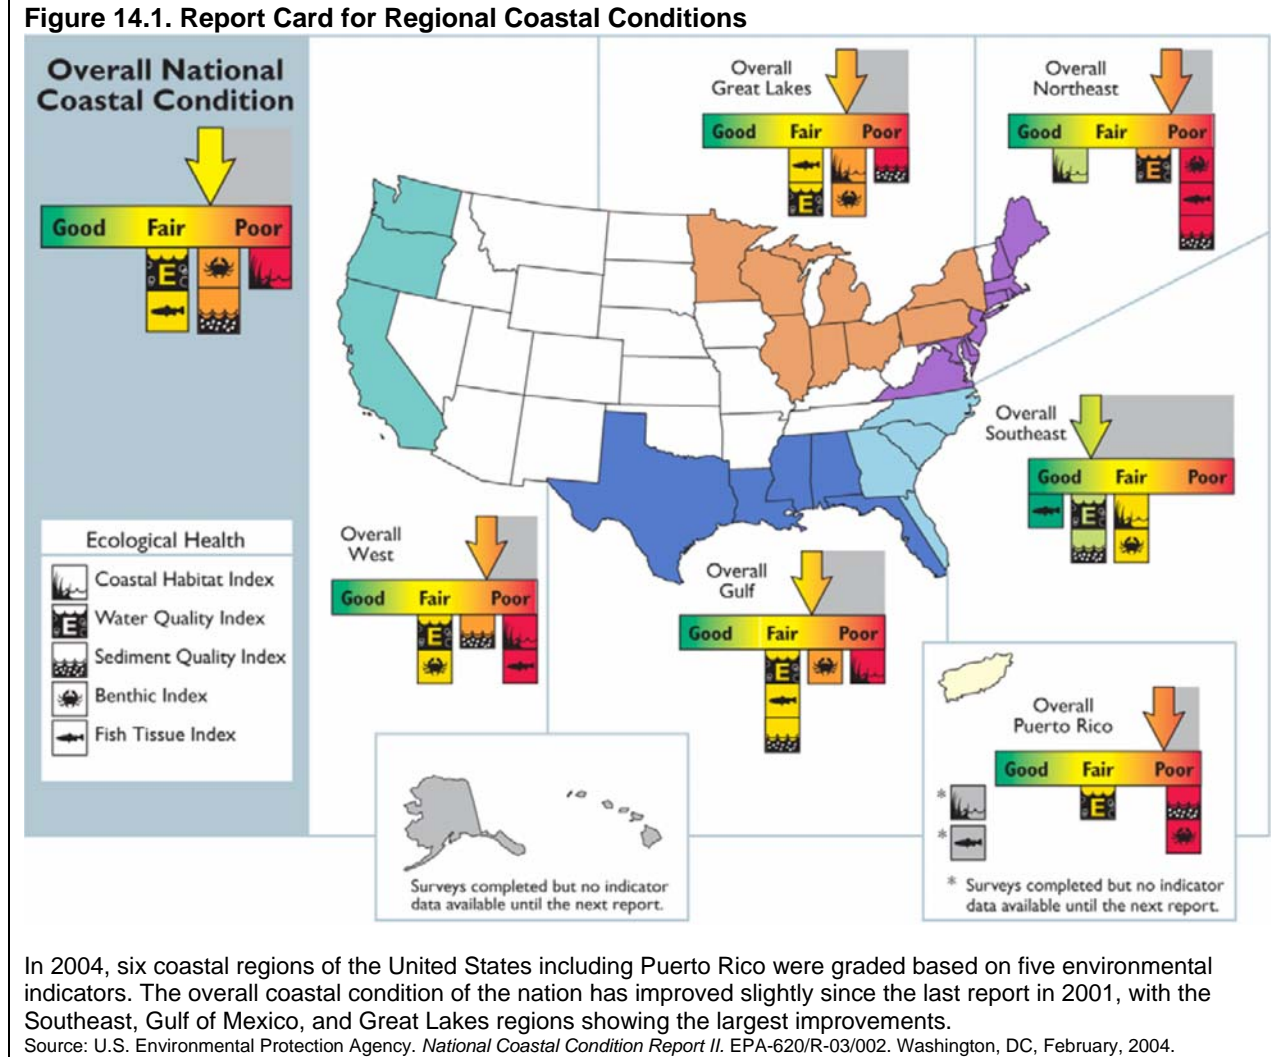 Figure 14.1. Report Card for Regional Coastal Conditions
Overall National
Coastal Condition
Good Fair Poor
E
Overall
Great Lakes
Good Fair Poor
E
Overall
Northeast
Good Fair Poor
E
Overall
Southeast
Good Fair Poor
E
Overall
West
Good Fair Poor
E
Overall
Gulf
Good Fair Poor
E
Overall
Puerto Rico
Good Fair Poor
E
*
*
* Surveys completed but no indicator
data available until the next report.
Ecological Health
Coastal Habitat Index
E Water Quality Index
Sediment Quality Index
Benthic Index
Fish Tissue Index
Surveys completed but no indicator
data available until the next report.
In 2004, six coastal regions of the United States including Puerto Rico were graded based on five environmental
indicators. The overall coastal condition of the nation has improved slightly since the last report in 2001, with the
Southeast, Gulf of Mexico, and Great Lakes regions showing the largest improvements.
Source: U.S. Environmental Protection Agency. National Coastal Condition Report II. EPA-620/R-03/002. Washington, DC, February, 2004.